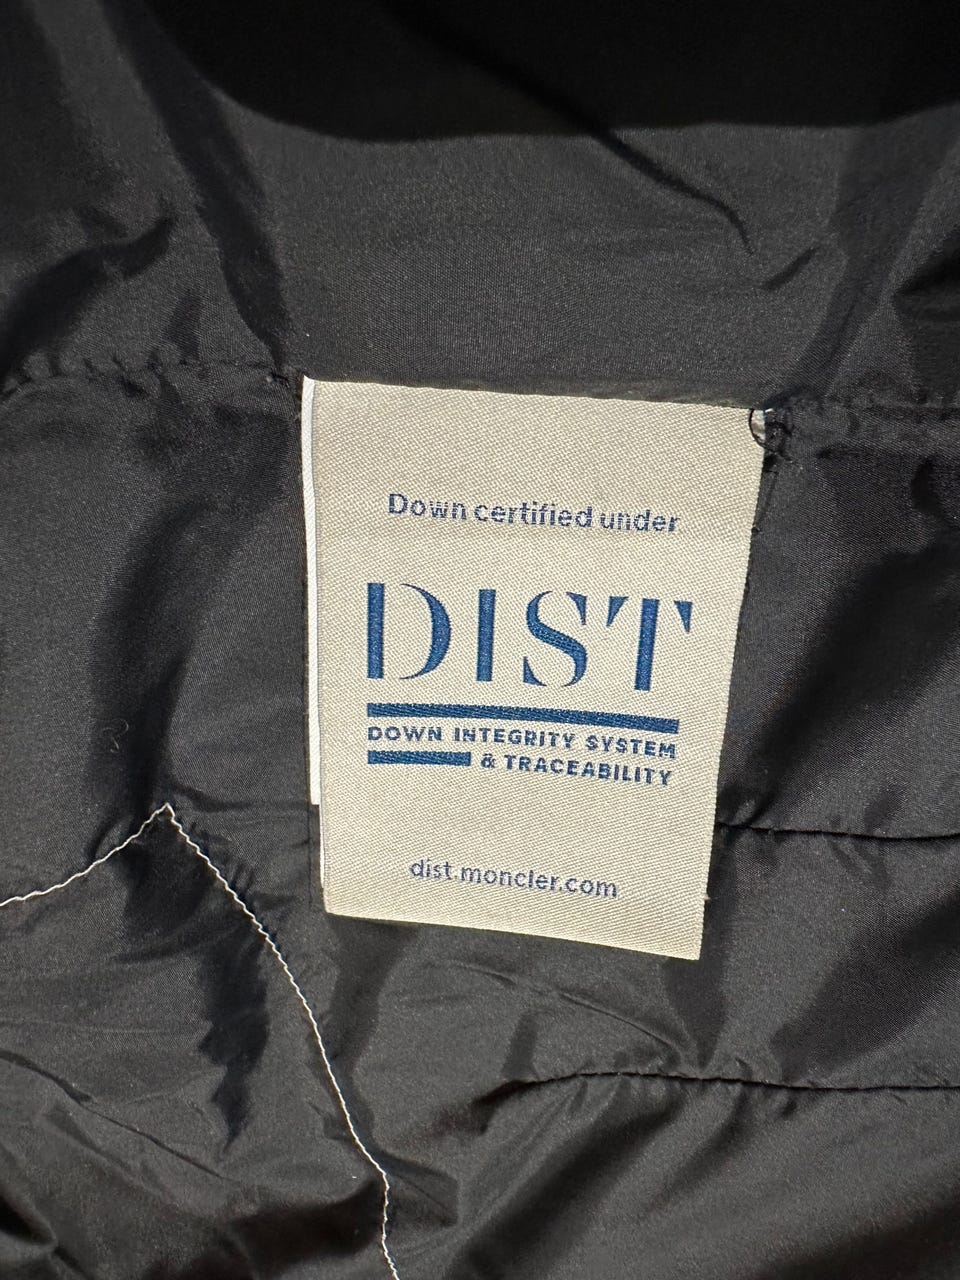 Down certified under
DIST
DOWN INTEGRITY SYSTEM
& TRACEABILITY
dist.moncler.com